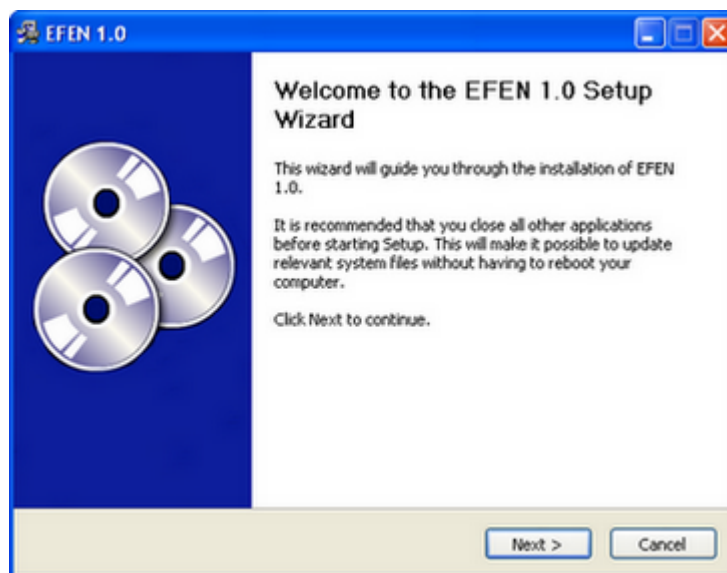 EFEN 1.0
Welcome to the EFEN 1.0 Setup
Wizard
This wizard will guide you through the installation of EFEN
1.0.
It is recommended that you close all other applications
before starting Setup. This will make it possible to update
relevant system files without having to reboot your
computer.
Click Next to continue.
Next >
Cancel